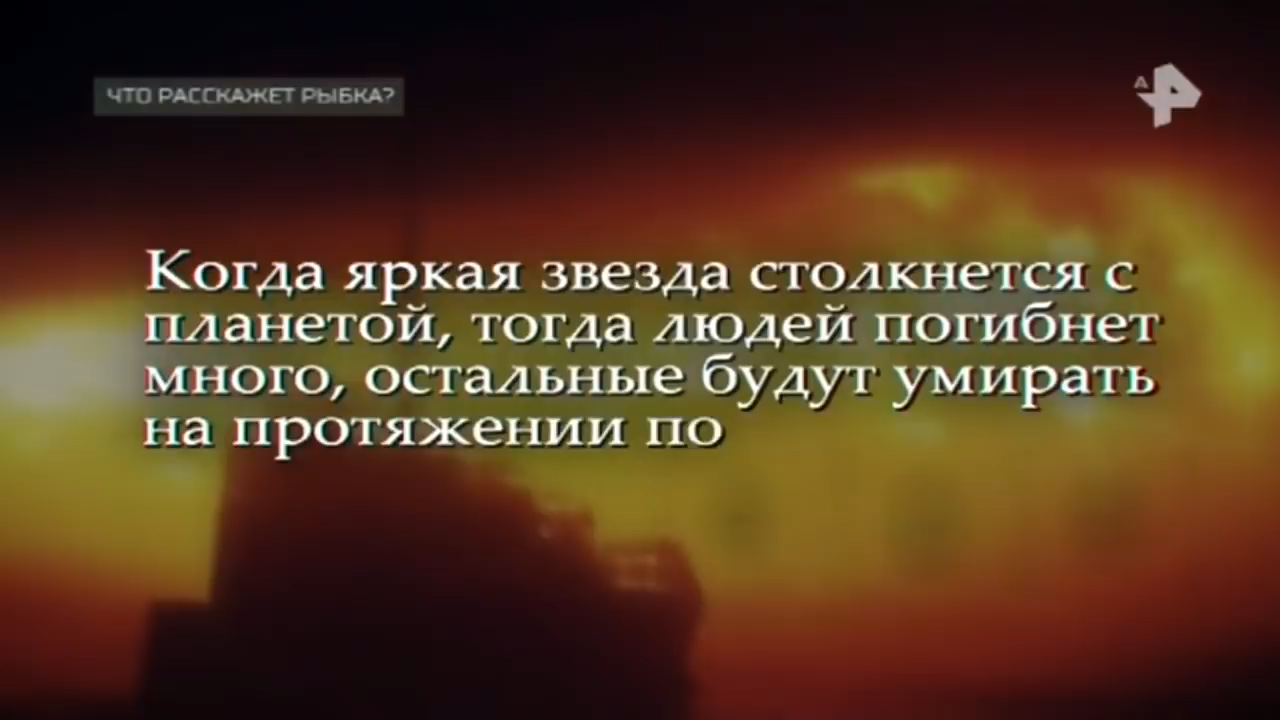 ЧТО РАССКАЖЕТ РЫБКА?
А
Когда яркая звезда столкнется с
планетой, тогда людей погибнет
много, остальные будут умирать
на протяжении по